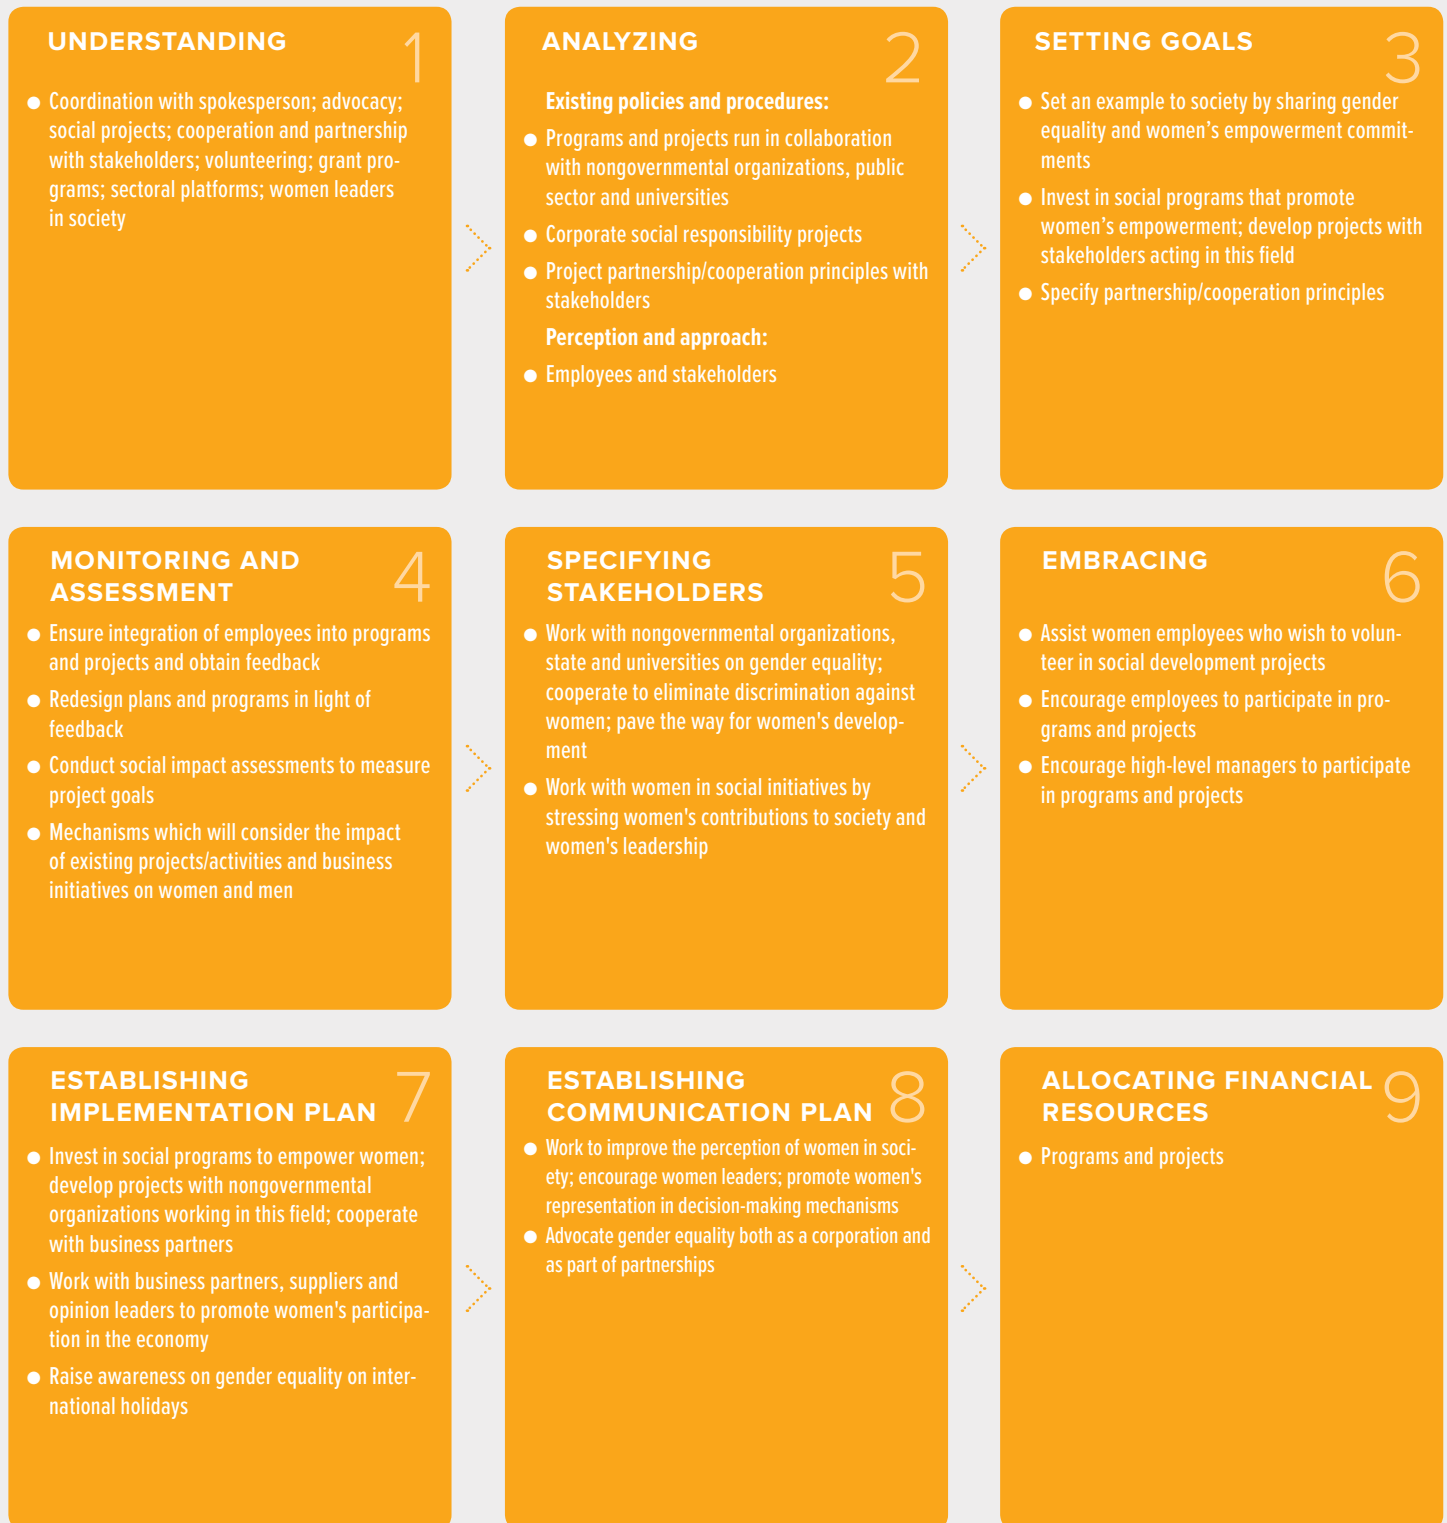 UNDERSTANDING
1
● Coordination with spokesperson; advocacy;
social projects; cooperation and partnership
with stakeholders; volunteering; grant pro-
grams; sectoral platforms; women leaders
in society
ANALYZING
2
Existing policies and procedures:
● Programs and projects run in collaboration
with nongovernmental organizations, public
sector and universities
● Corporate social responsibility projects
● Project partnership/cooperation principles with
stakeholders
Perception and approach:
● Employees and stakeholders
SETTING GOALS
3
● Set an example to society by sharing gender
equality and women’s empowerment commit-
ments
● Invest in social programs that promote
women’s empowerment; develop projects with
stakeholders acting in this field
● Specify partnership/cooperation principles
MONITORING AND
ASSESSMENT
4
● Ensure integration of employees into programs
and projects and obtain feedback
● Redesign plans and programs in light of
feedback
● Conduct social impact assessments to measure
project goals
● Mechanisms which will consider the impact
of existing projects/activities and business
initiatives on women and men
SPECIFYING
STAKEHOLDERS
5
● Work with nongovernmental organizations,
state and universities on gender equality;
cooperate to eliminate discrimination against
women; pave the way for women's develop-
ment
● Work with women in social initiatives by
stressing women's contributions to society and
women's leadership
EMBRACING
6
● Assist women employees who wish to volun-
teer in social development projects
● Encourage employees to participate in pro-
grams and projects
● Encourage high-level managers to participate
in programs and projects
ESTABLISHING
IMPLEMENTATION PLAN
7
● Invest in social programs to empower women;
develop projects with nongovernmental
organizations working in this field; cooperate
with business partners
● Work with business partners, suppliers and
opinion leaders to promote women's participa-
tion in the economy
● Raise awareness on gender equality on inter-
national holidays
ESTABLISHING
COMMUNICATION PLAN
8
● Work to improve the perception of women in soci-
ety; encourage women leaders; promote women's
representation in decision-making mechanisms
● Advocate gender equality both as a corporation and
as part of partnerships
ALLOCATING FINANCIAL
RESOURCES
9
● Programs and projects